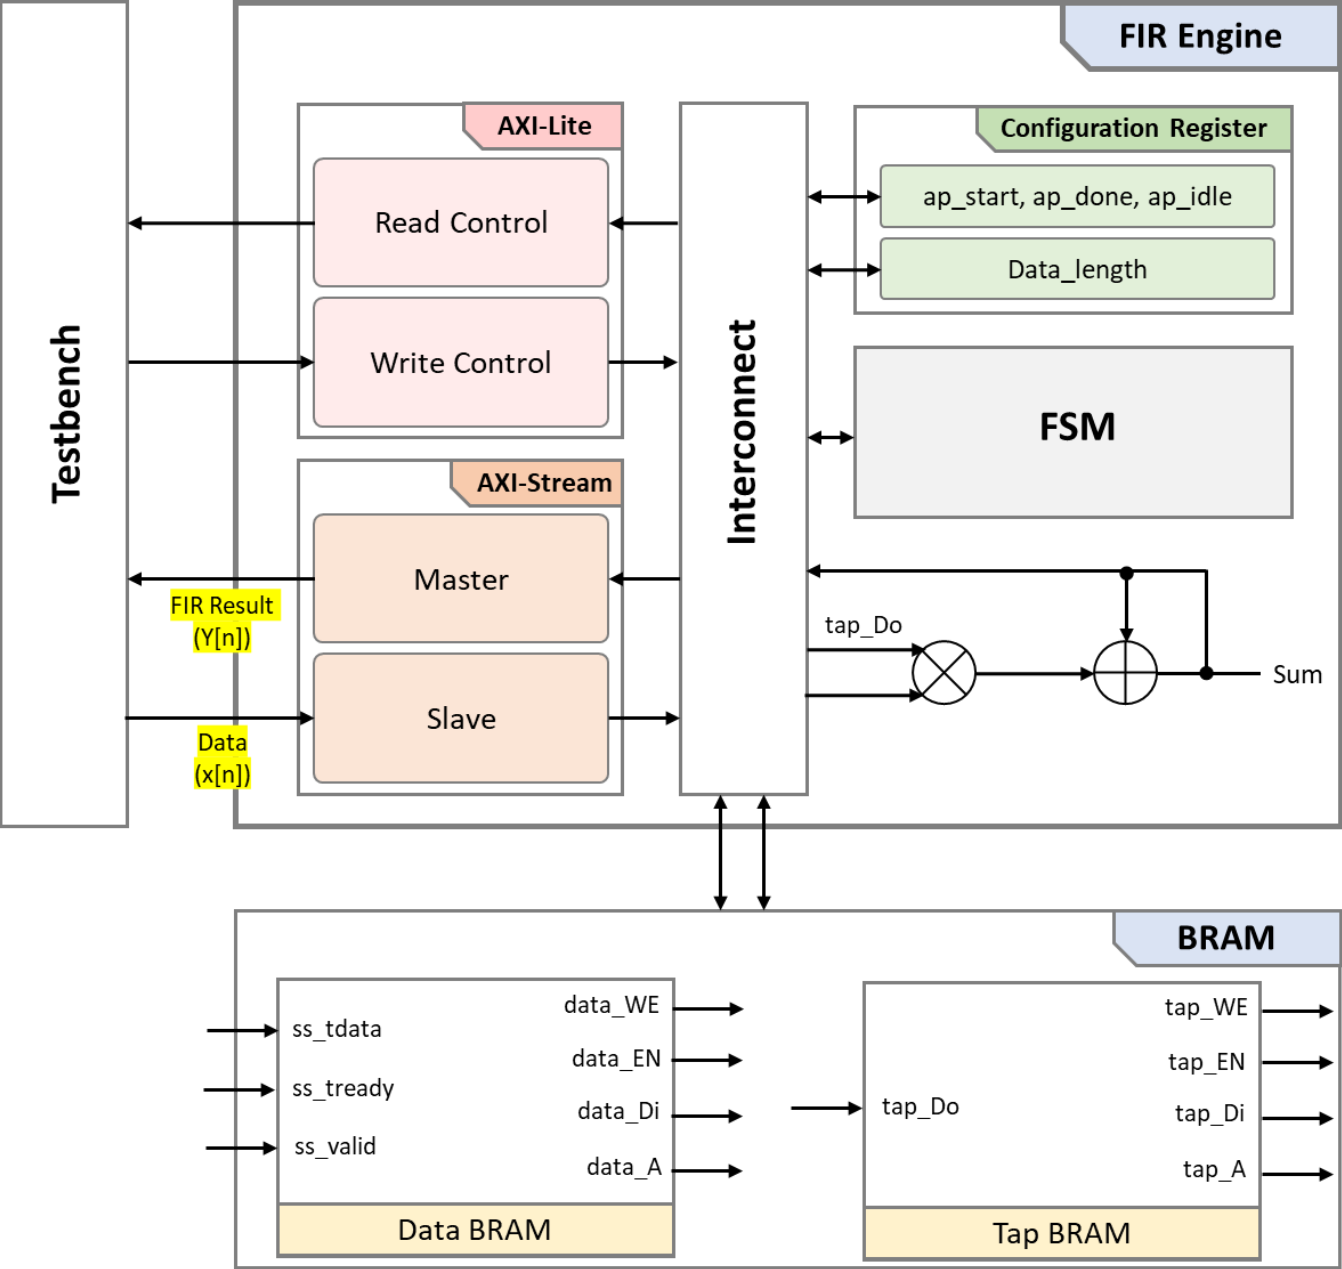 FIR Engine
AXI-Lite
Configuration Register
Read Control
ap_start, ap_done, ap_idle
Data_length
Write Control
Testbench
Interconnect
FSM
AXI-Stream
Master
FIR Result
(Y[n])
tap_Do
Slave
Sum
Data
(x[n])
BRAM
ss_tdata
ss_tready
ss_valid
data_WE
data_EN
data_Di
data_A
Data BRAM
tap_Do
tap_WE
tap_EN
tap_Di
tap_A
Tap BRAM